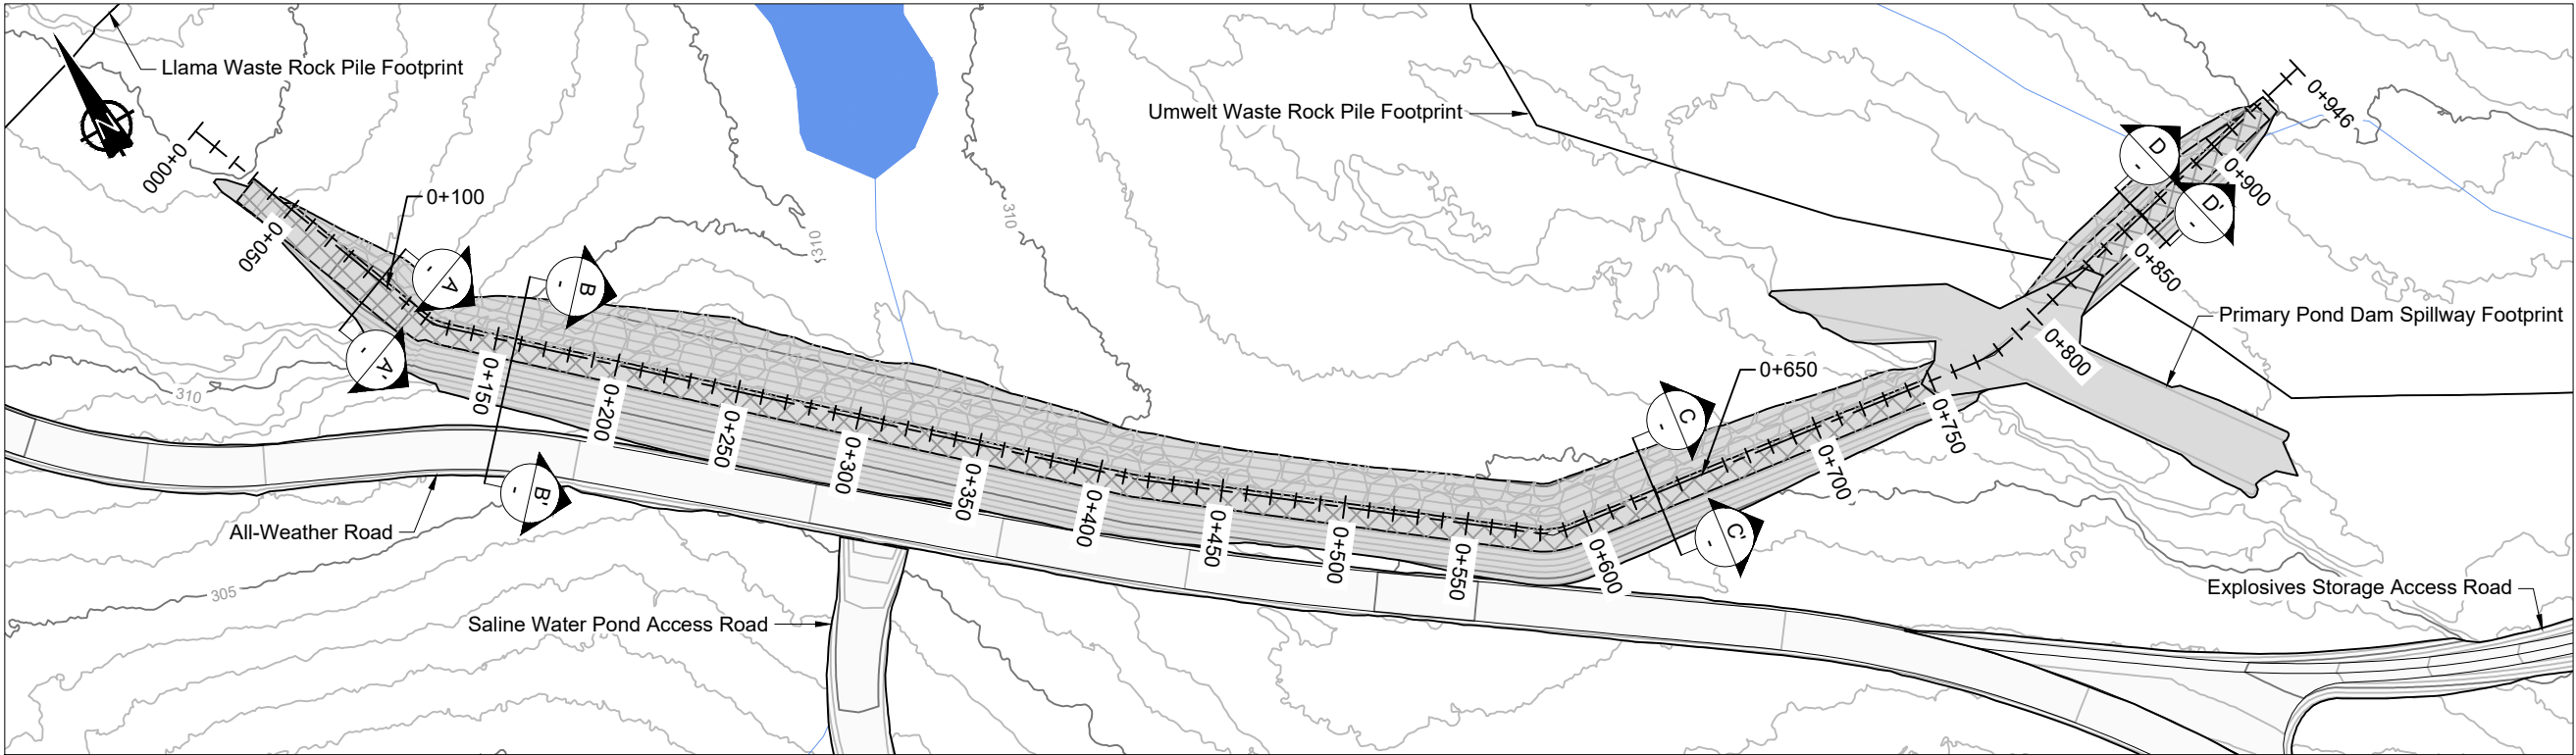 Llama Waste Rock Pile Footprint
N
0+000
0+050
0+100
A
-
A'
-
B
-
B'
-
310
310
310
305
0+150
0+200
0+250
0+300
0+350
0+400
0+450
0+500
0+550
0+600
0+650
0+700
0+750
0+800
0+850
0+900
0+946
C
-
C'
-
D
-
D'
-
Umwelt Waste Rock Pile Footprint
Primary Pond Dam Spillway Footprint
All-Weather Road
Saline Water Pond Access Road
Explosives Storage Access Road